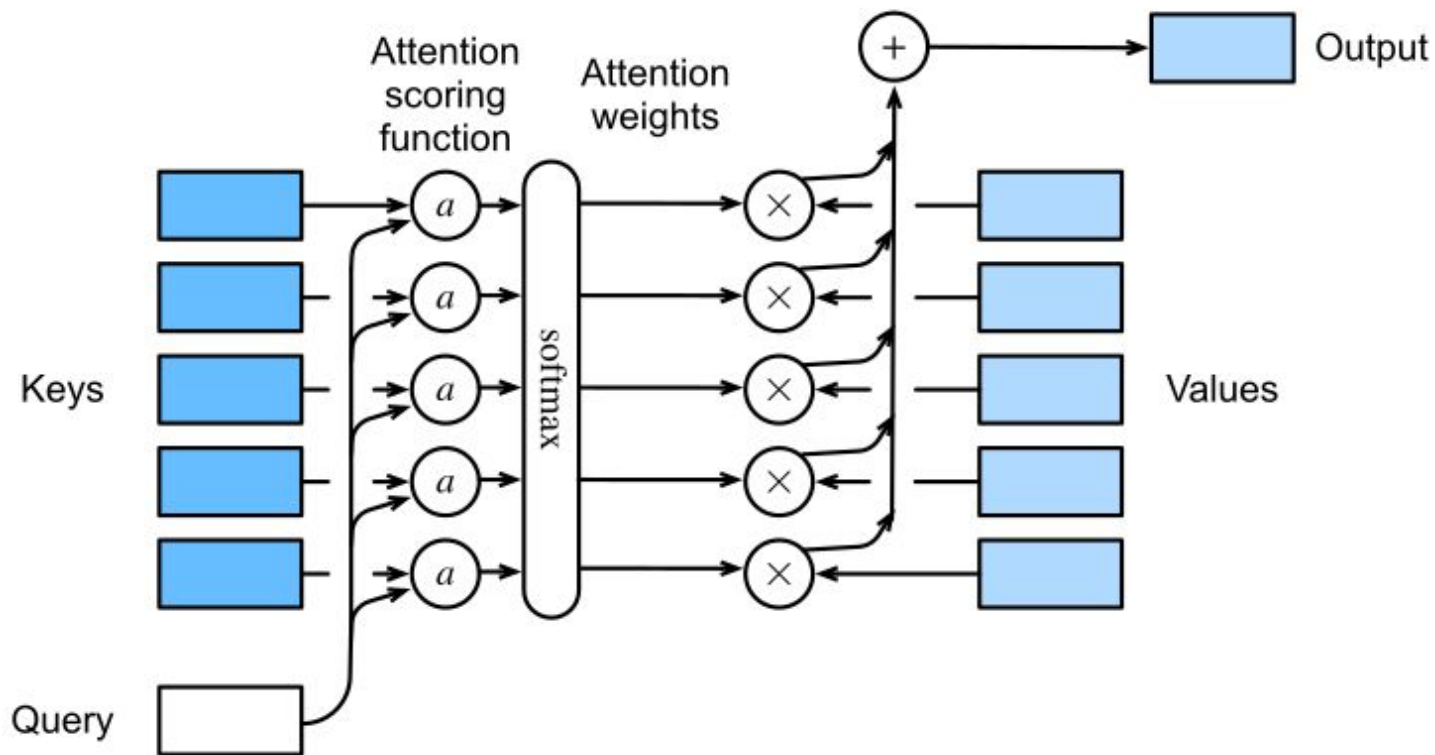 Attention
scoring
function
Attention
weights
+
Output
a
×
a
×
softmax
Keys
a
×
Values
a
×
a
×
Query